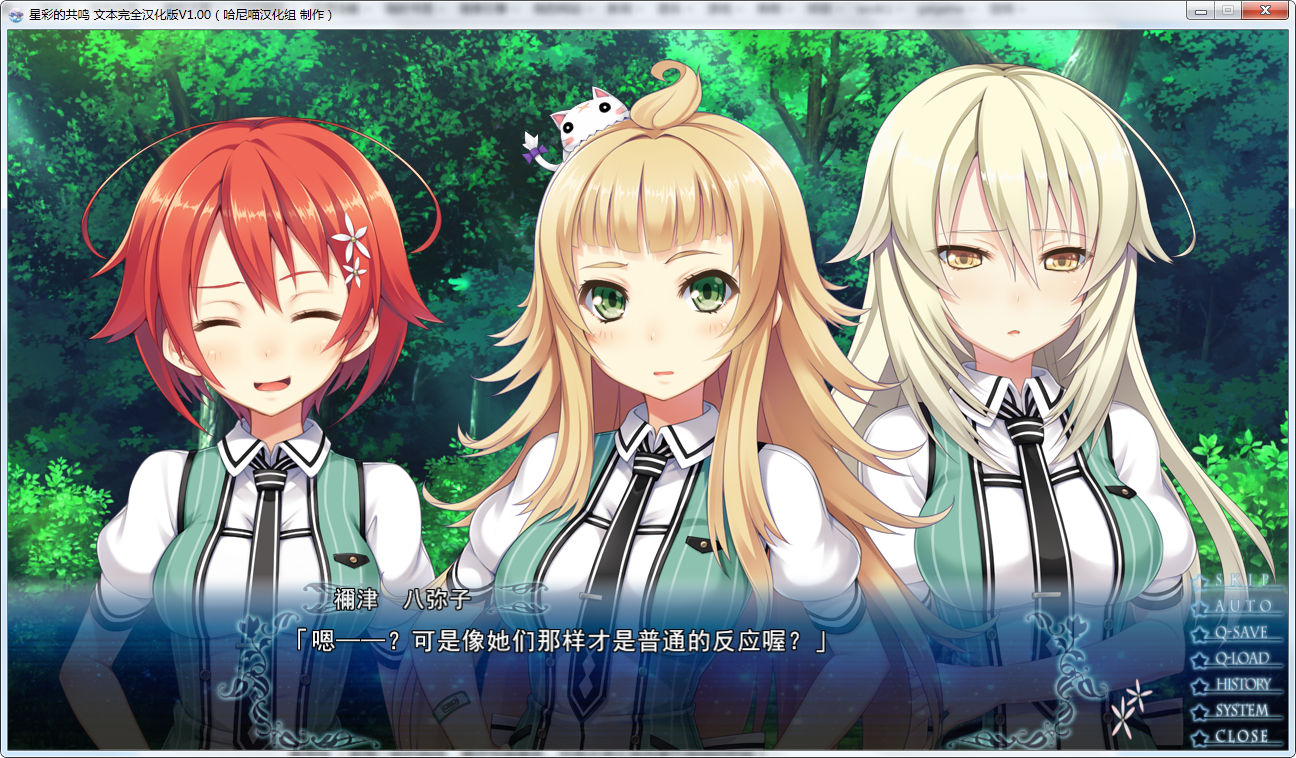 星彩的共鸣 文本完全汉化版V1.00（哈尼喵汉化组 制作）
禰津　八弥子
「嗯——？可是像她们那样才是普通的反应喔？」
SKIP
AUTO
Q-SAVE
Q-LOAD
HISTORY
SYSTEM
CLOSE